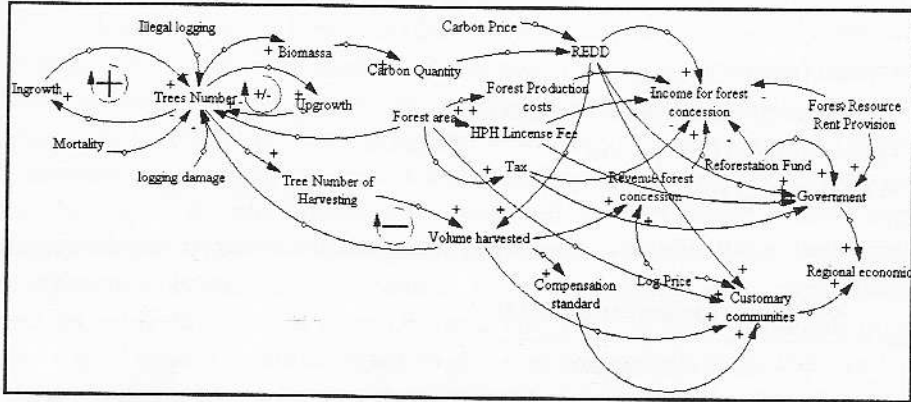 Illegal logging
Carbon Price
Biomassa
REDD
Carbon Quantity
Ingrowth
Trees Number
Upgrowth
Forest Production
costs
Income for forest
concession
Forest Resource
Rent Provision
Forest area
HPH Lincense Fee
Mortality
logging damage
Tax
Reforestation Fund
Tree Number of
Harvesting
Revenue forest
concession
Government
Volume harvested
Compensation
standard
Log Price
Customary
communities
Regional economic